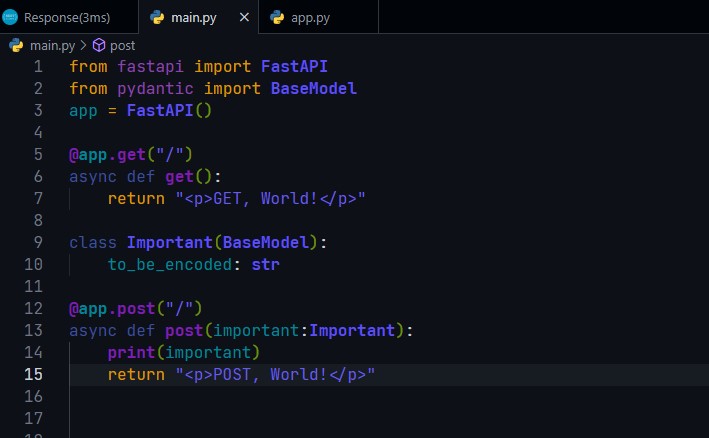 Response(3ms) main.py × app.py
main.py > post
1 from fastapi import FastAPI
2 from pydantic import BaseModel
3 app = FastAPI()
4
5 @app.get("/")
6 async def get():
7     return "<p>GET, World!</p>"
8
9 class Important(BaseModel):
10     to_be_encoded: str
11
12 @app.post("/")
13 async def post(important:Important):
14     print(important)
15     return "<p>POST, World!</p>"
16
17